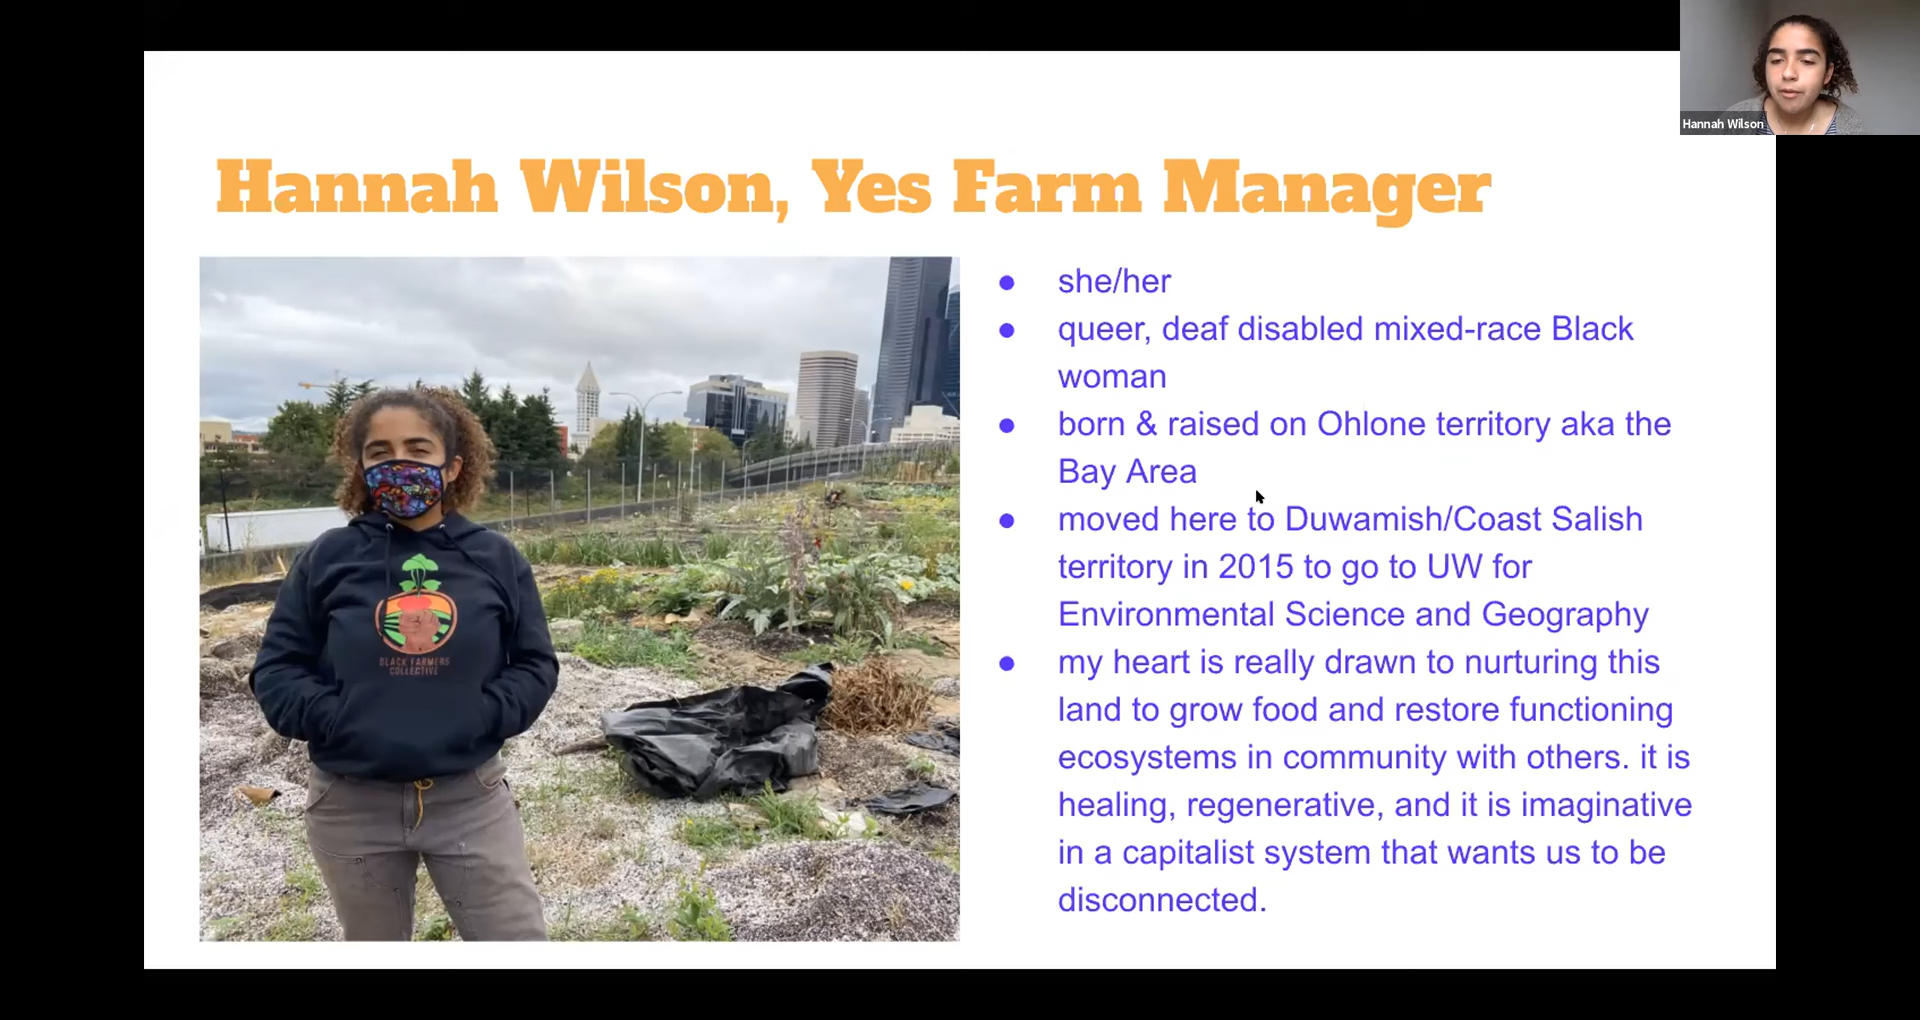 Hannah Wilson
Hannah Wilson, Yes Farm Manager
she/her
queer, deaf disabled mixed-race Black
woman
born & raised on Ohlone territory aka the
Bay Area
moved here to Duwamish/Coast Salish
territory in 2015 to go to UW for
Environmental Science and Geography
my heart is really drawn to nurturing this
land to grow food and restore functioning
ecosystems in community with others. it is
healing, regenerative, and it is imaginative
in a capitalist system that wants us to be
disconnected.
BLACK FARMERS
COLLECTIVE